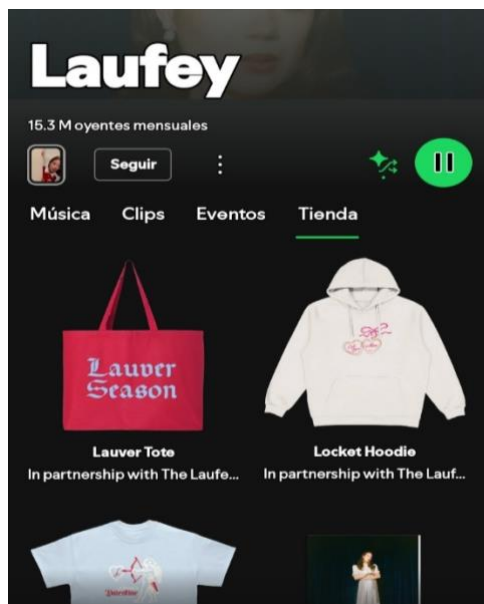 Laufey
15.3 M oyentes mensuales
Seguir
Música Clips Eventos Tienda
Lauver
Season
Lauver Tote
In partnership with The Laufe...
Locket Hoodie
In partnership with The Lauf...